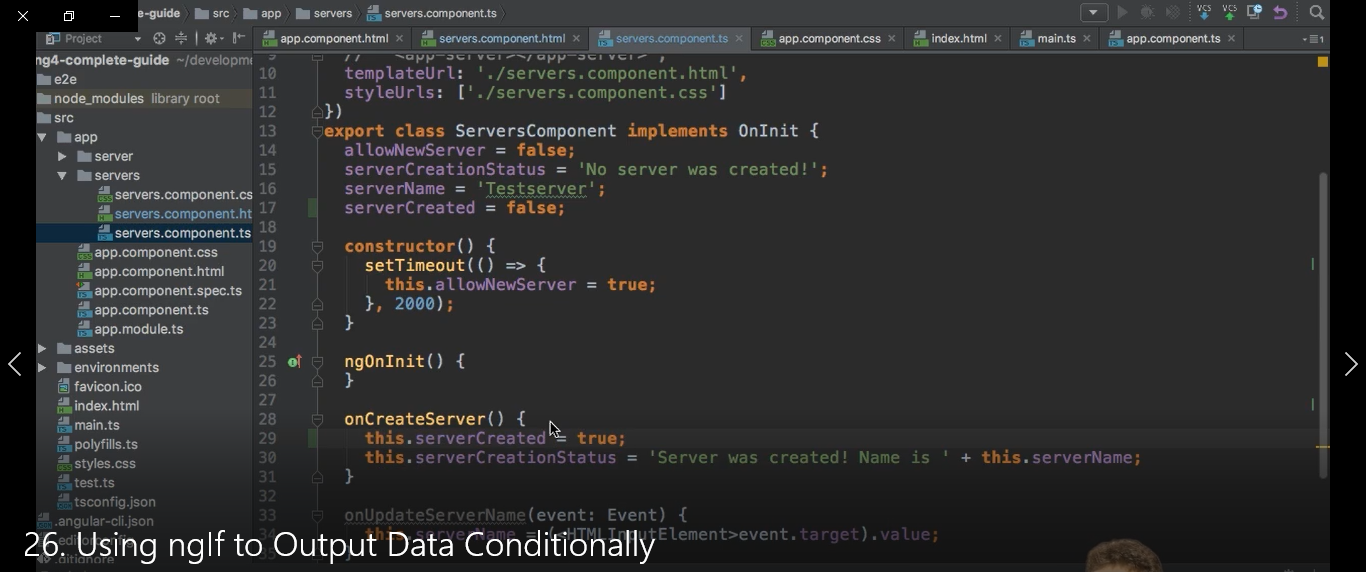 e-guide src app servers servers.component.ts
Project
app.component.html servers.component.html servers.component.ts app.component.css index.html main.ts app.component.ts
ng4-complete-guide ~/developme
e2e
node_modules library root
src
app
server
servers
servers.component.cs
servers.component.ht
servers.component.ts
app.component.css
app.component.html
app.component.spec.ts
app.component.ts
app.module.ts
assets
environments
favicon.ico
index.html
main.ts
polyfills.ts
styles.css
test.ts
tsconfig.json
.angular-cli.json
9 // <app-server></app-server>`,
10 templateUrl: './servers.component.html',
11 styleUrls: ['./servers.component.css']
12 })
13 export class ServersComponent implements OnInit {
14 allowNewServer = false;
15 serverCreationStatus = 'No server was created!';
16 serverName = 'Testserver';
17 serverCreated = false;
18
19 constructor() {
20 setTimeout(() => {
21 this.allowNewServer = true;
22 }, 2000);
23 }
24
25 ngOnInit() {
26 }
27
28 onCreateServer() {
29 this.serverCreated = true;
30 this.serverCreationStatus = 'Server was created! Name is ' + this.serverName;
31 }
32
33 onUpdateServerName(event: Event) {
34 this.serverName = (<HTMLInputElement>event.target).value;
VCS VCS
26. Using ngIf to Output Data Conditionally